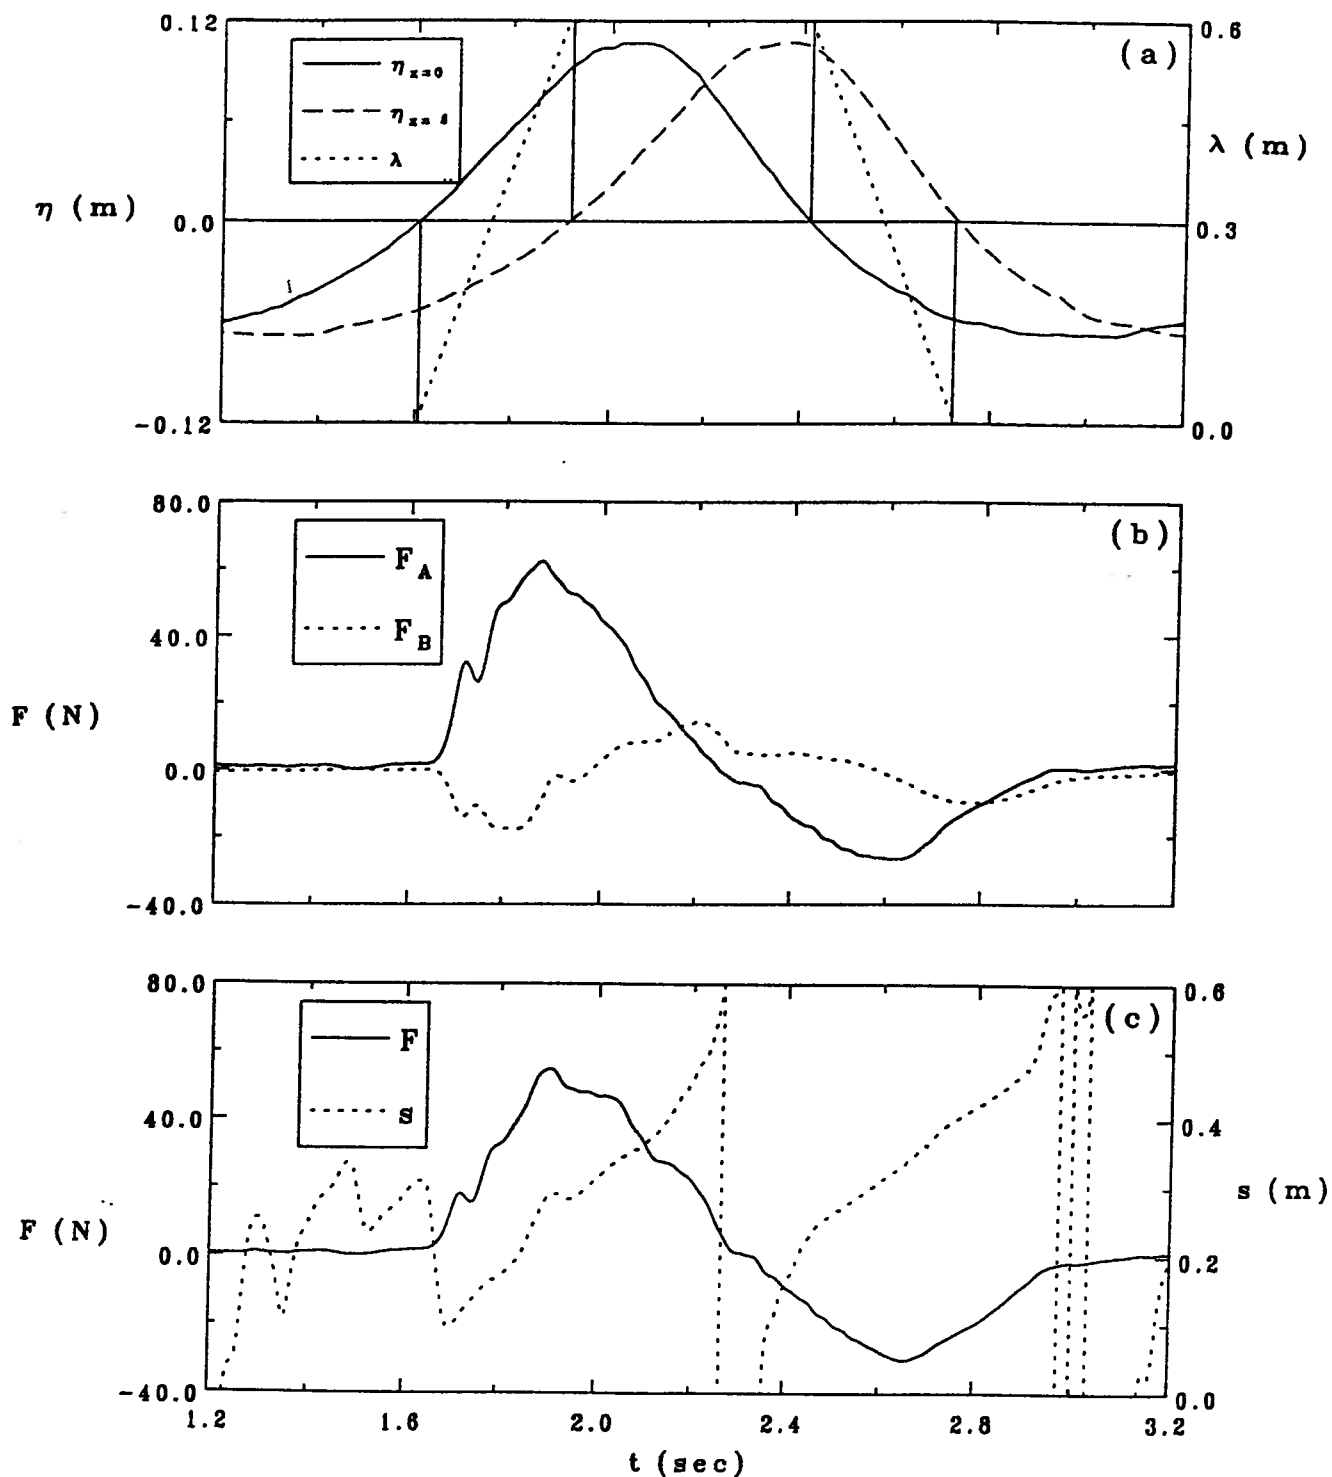 0.12
0.6
(a)
η x=0
η x=ℓ
λ
η (m)
λ (m)
0.0
0.3
-0.12
0.0
80.0
(b)
F A
F B
40.0
F (N)
0.0
-40.0
80.0
0.6
(c)
F
s
40.0
0.4
F (N)
s (m)
0.0
0.2
-40.0
0.0
1.2 1.6 2.0 2.4 2.8 3.2
t (sec)